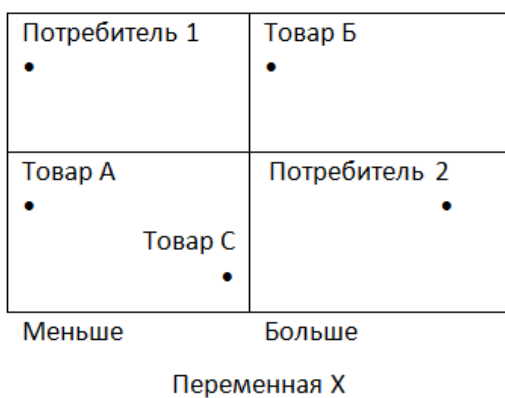 Потребитель 1
Товар Б
Товар А
Потребитель 2
Товар С
Меньше
Больше
Переменная X